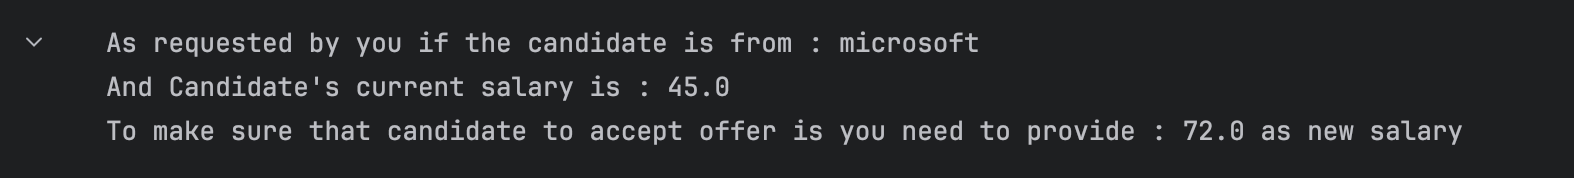 As requested by you if the candidate is from : microsoft
And Candidate's current salary is : 45.0
To make sure that candidate to accept offer is you need to provide : 72.0 as new salary